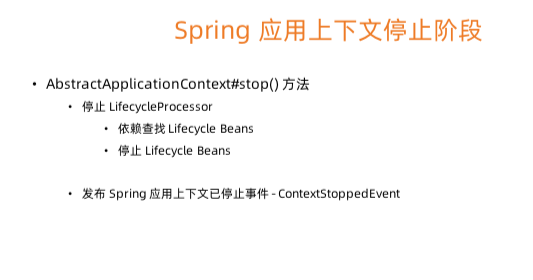 Spring 应用上下文停止阶段
• AbstractApplicationContext#stop() 方法
• 停止 LifecycleProcessor
• 依赖查找 Lifecycle Beans
• 停止 Lifecycle Beans
• 发布 Spring 应用上下文已停止事件 - ContextStoppedEvent